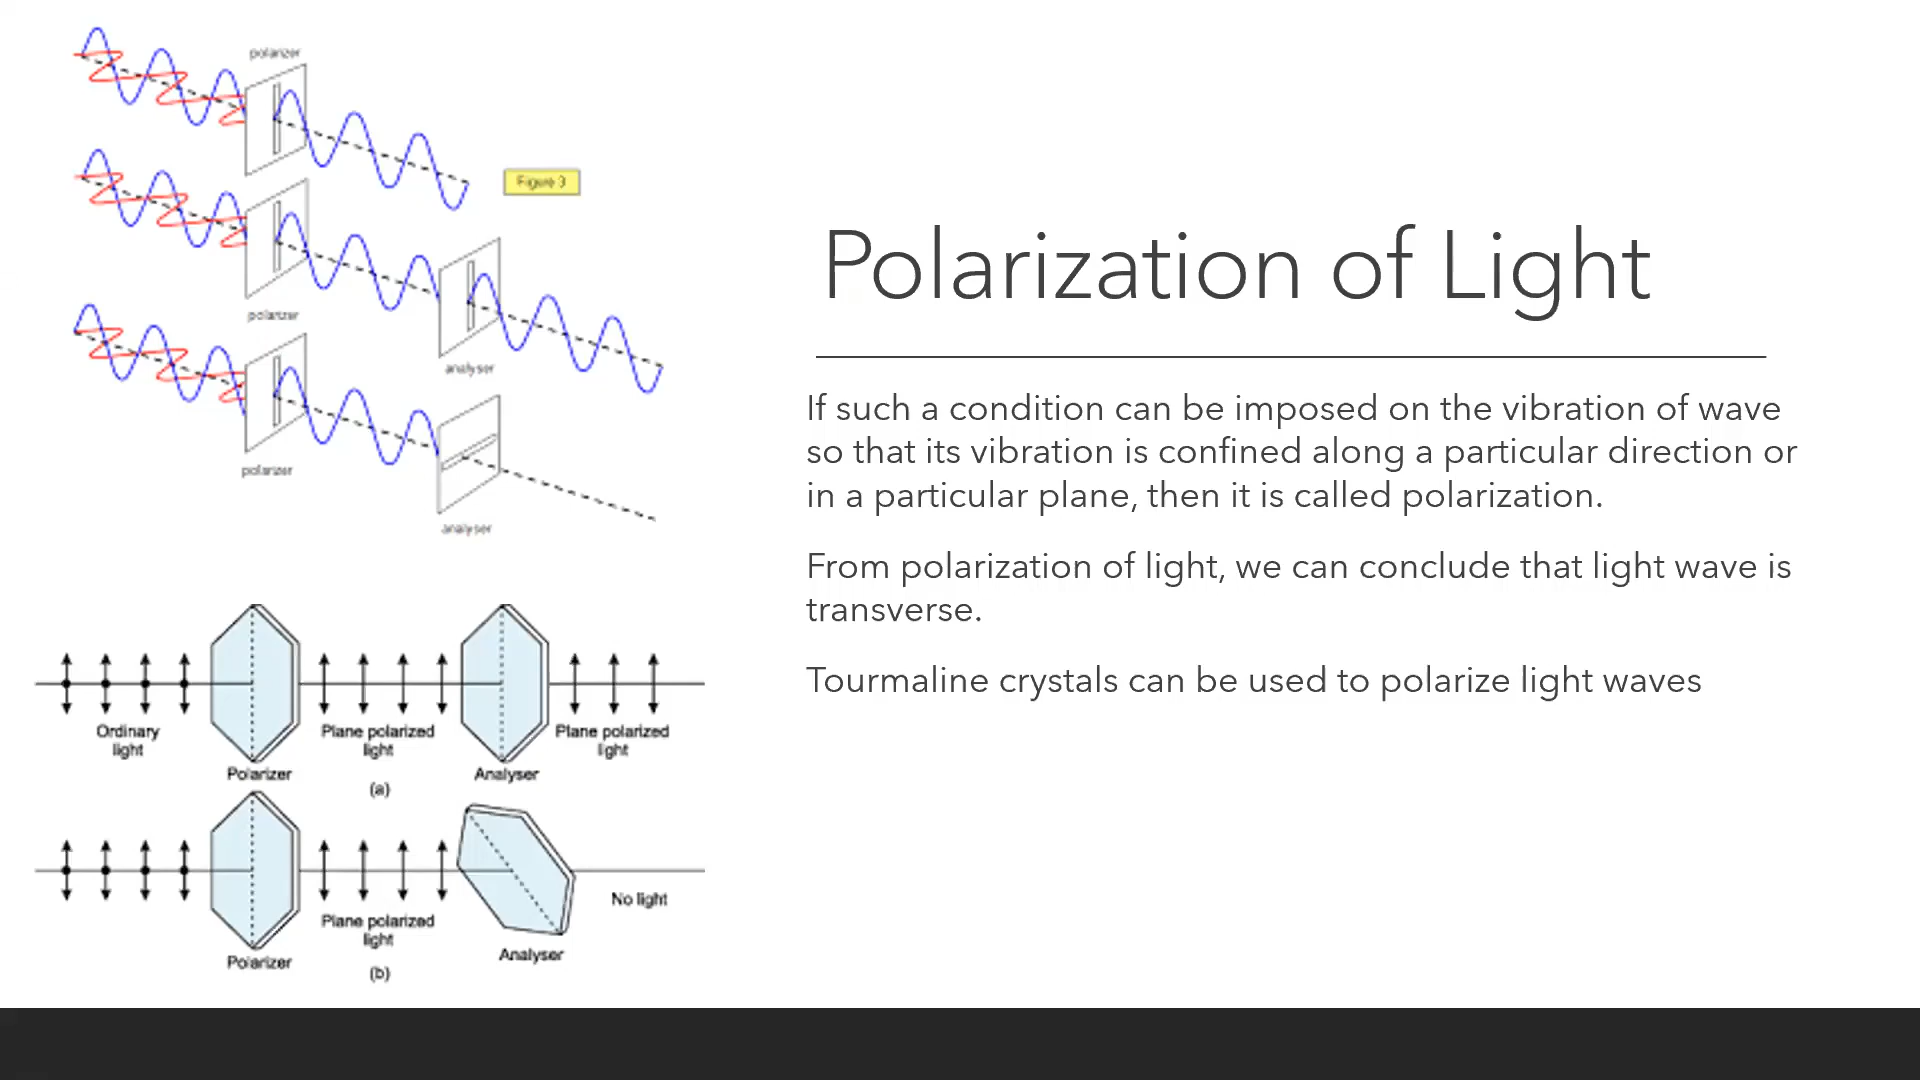 polarizer
Figure 3
polarizer
analyser
polarizer
analyser
Ordinary
light
Plane polarized
light
Plane polarized
light
Polarizer
Analyser
(a)
Plane polarized
light
No light
Polarizer
Analyser
(b)
Polarization of Light
If such a condition can be imposed on the vibration of wave
so that its vibration is confined along a particular direction or
in a particular plane, then it is called polarization.
From polarization of light, we can conclude that light wave is
transverse.
Tourmaline crystals can be used to polarize light waves